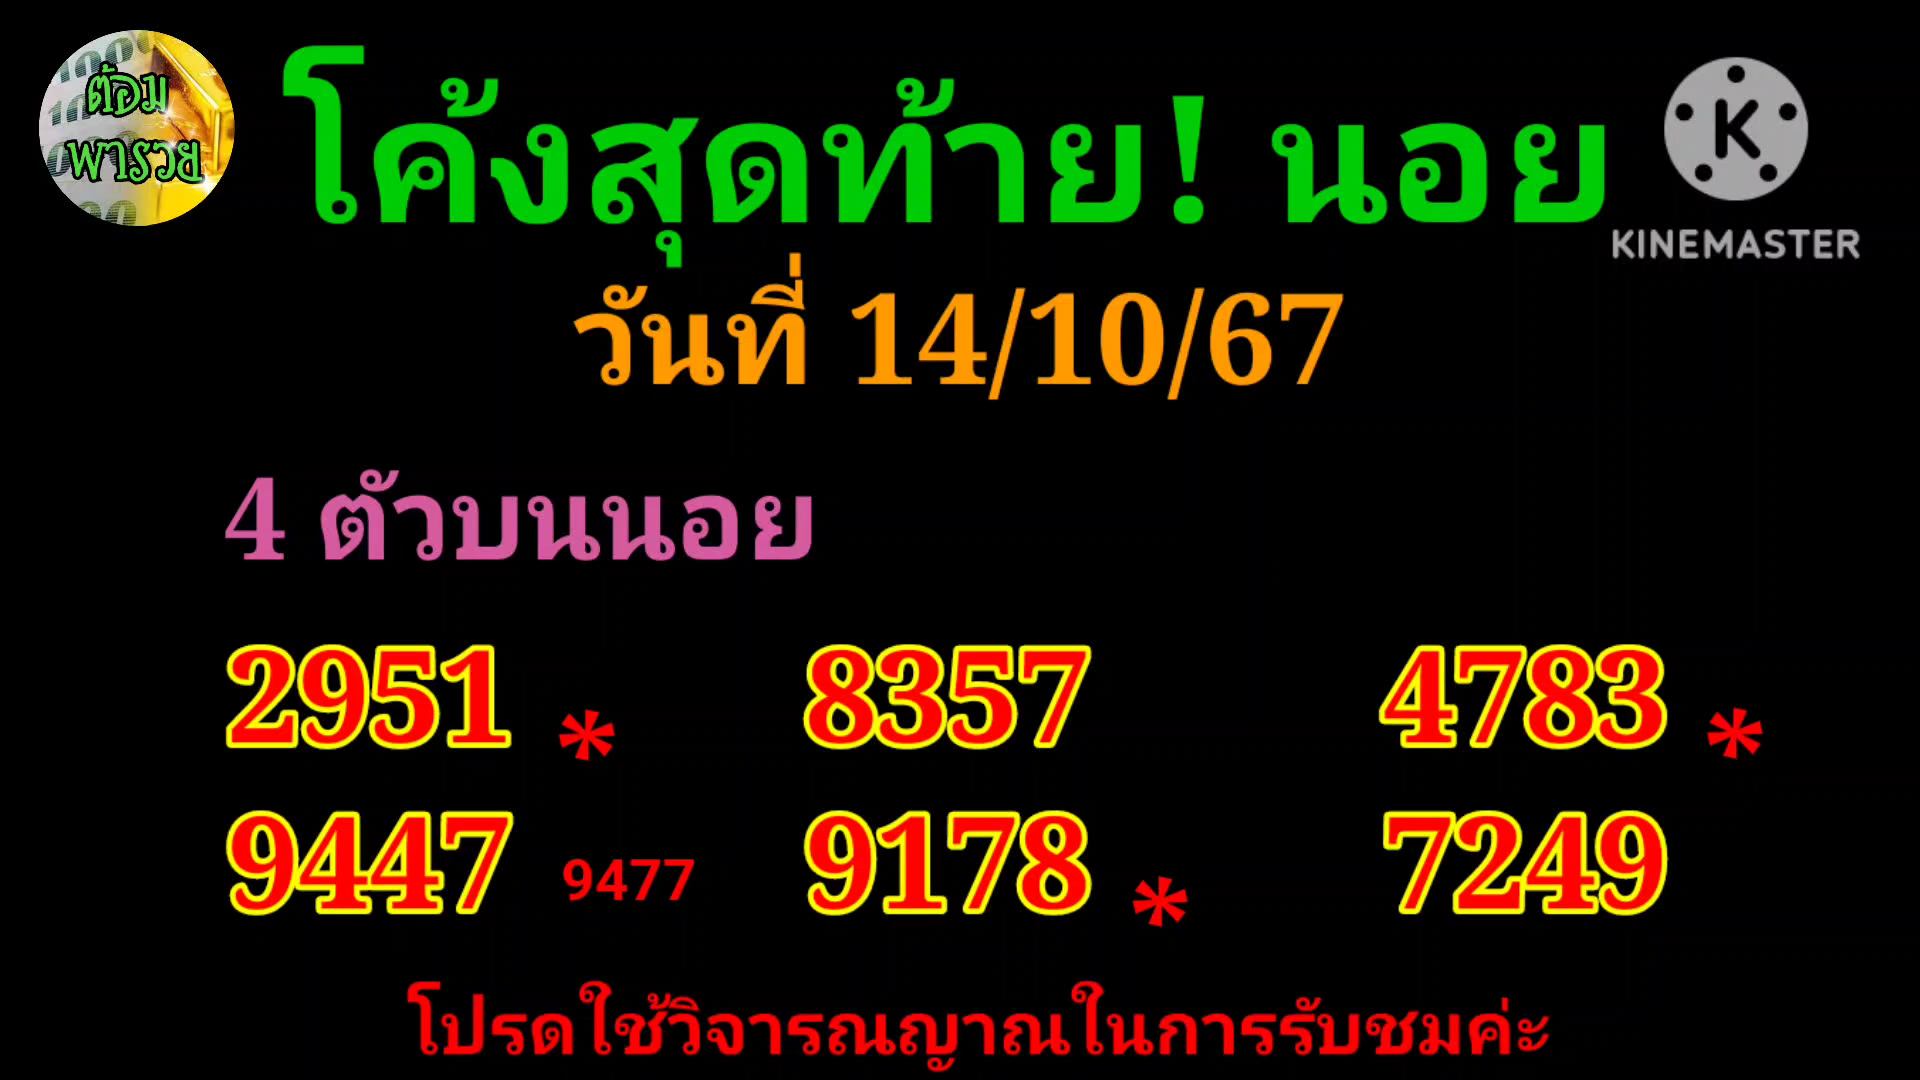 ต้อม
พารวย
โค้งสุดท้าย! นอย
KINEMASTER
วันที่ 14/10/67
4 ตัวบนนอย
2951 * 8357 4783 *
9447 9477 9178 * 7249
โปรดใช้วิจารณญาณในการรับชมค่ะ